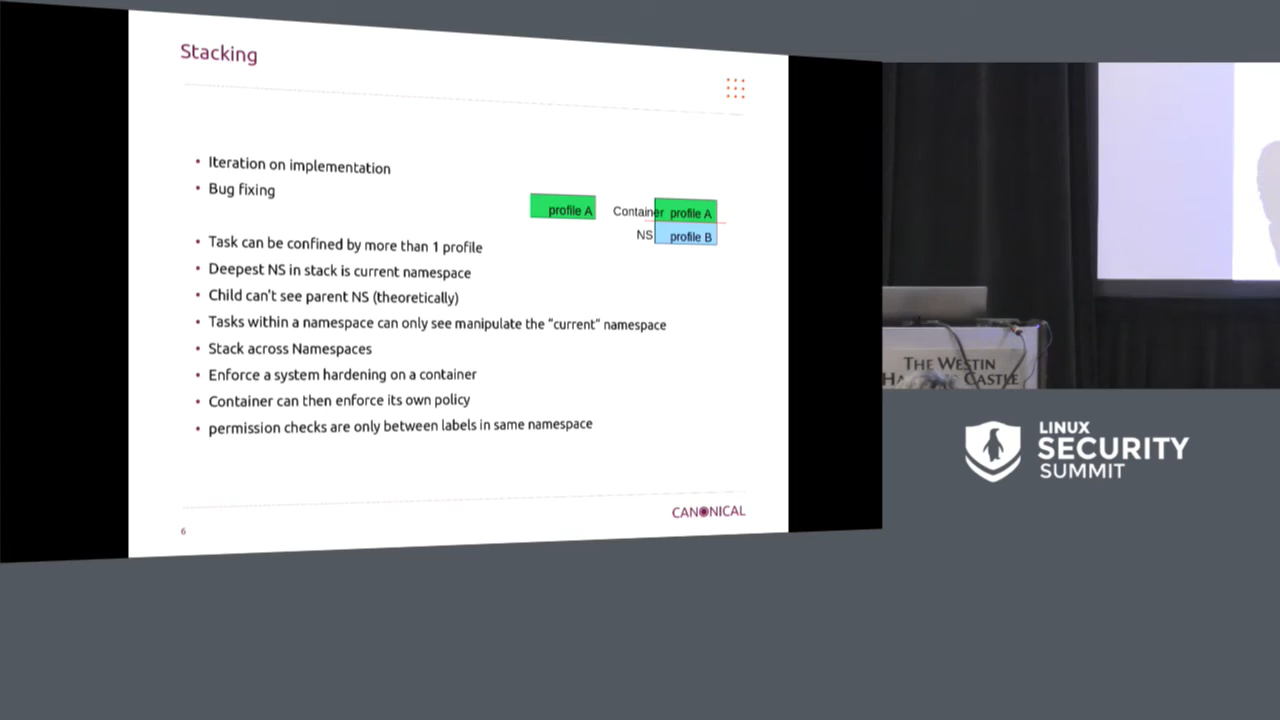 Stacking
• Iteration on implementation
• Bug fixing
profile A
Container profile A
NS profile B
• Task can be confined by more than 1 profile
• Deepest NS in stack is current namespace
• Child can't see parent NS (theoretically)
• Tasks within a namespace can only see manipulate the "current" namespace
• Stack across Namespaces
• Enforce a system hardening on a container
• Container can then enforce its own policy
• permission checks are only between labels in same namespace
CANONICAL
6
THE WESTIN
CASTLE
LINUX
SECURITY
SUMMIT